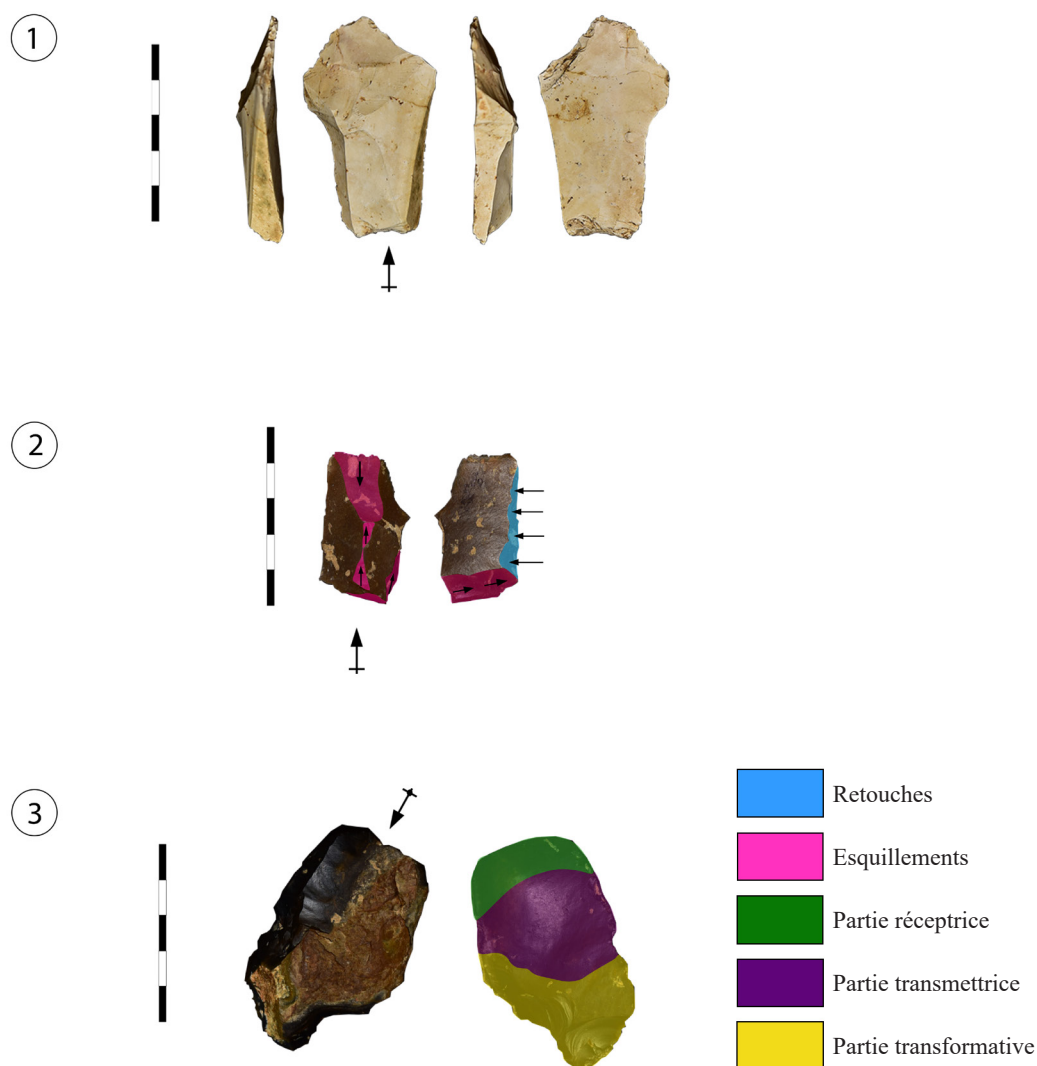 1
2
3
Retouches
Esquillements
Partie réceptrice
Partie transmettrice
Partie transformative